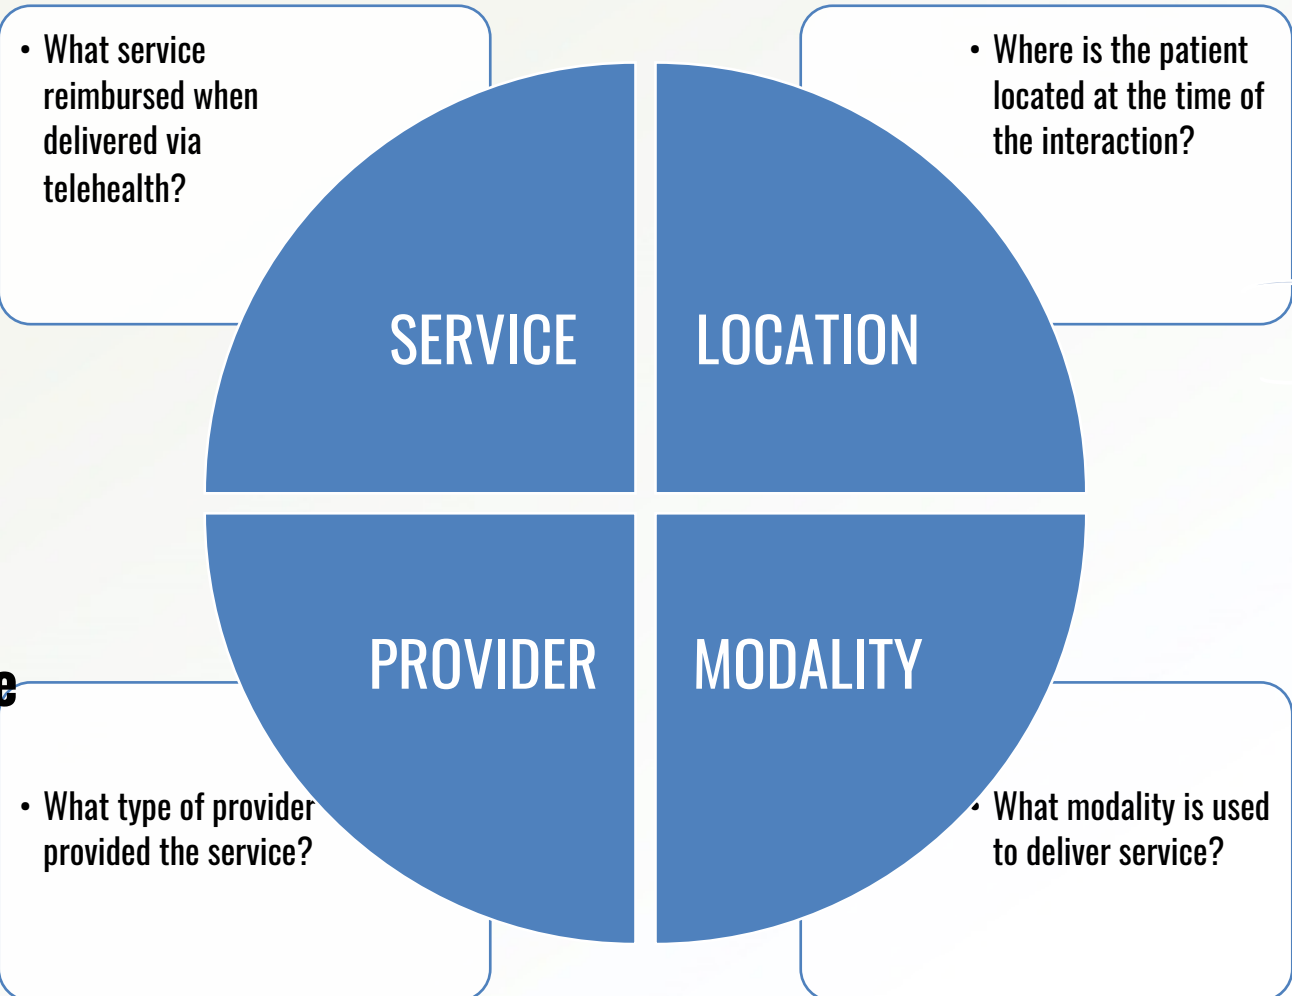 • What service
reimbursed when
delivered via
telehealth?
• Where is the patient
located at the time of
the interaction?
SERVICE
LOCATION
PROVIDER
MODALITY
e
• What type of provider
provided the service?
• What modality is used
to deliver service?